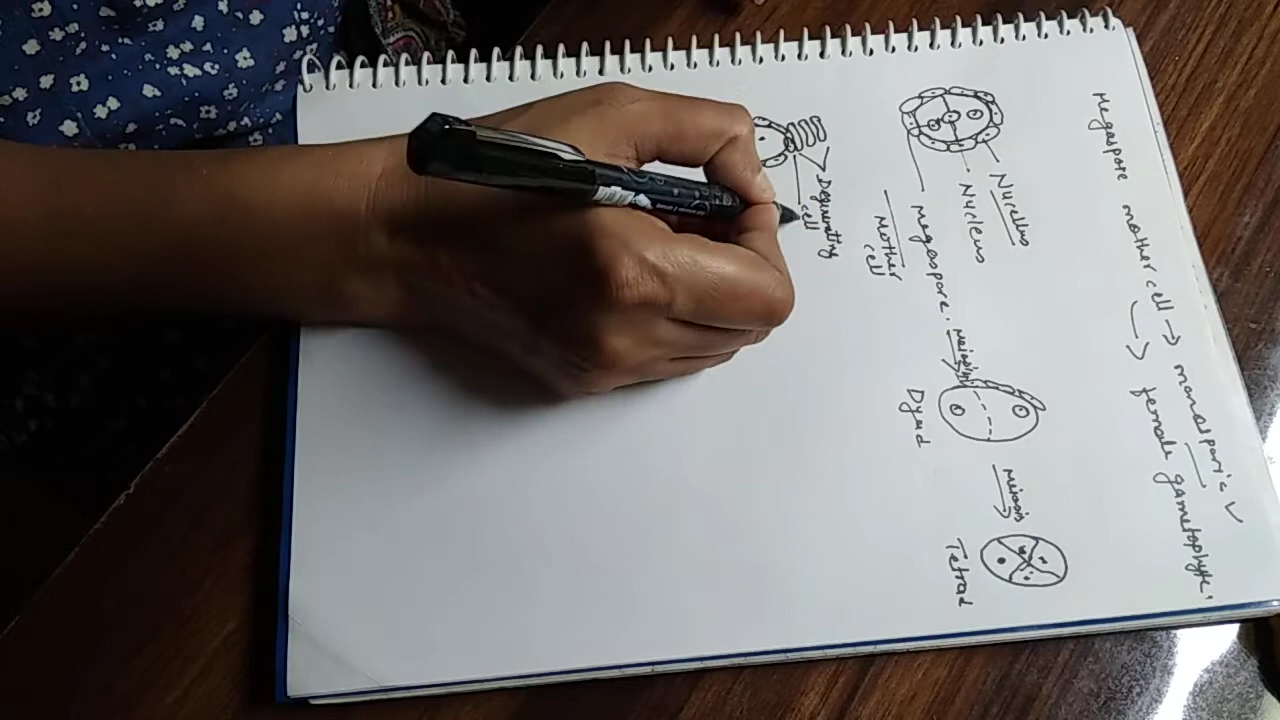 Megaspore mother cell → monosporic ✓
→ female gametophyte.
Nucellus
Nucleus
Megaspore.
Mother
cell
Meiosis
Dyad
Meiosis
Tetrad
Degenerating
cell